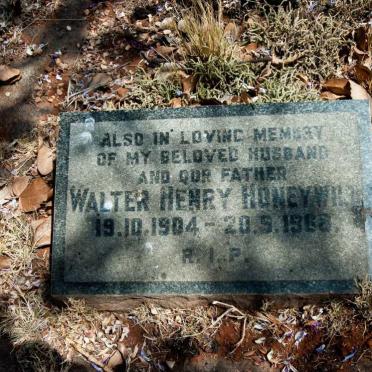 ALSO IN LOVING MEMORY
OF MY BELOVED HUSBAND
AND OUR FATHER
WALTER HENRY HONEYWILL
19.10.1904 - 20.9.1968.
R.I.P.